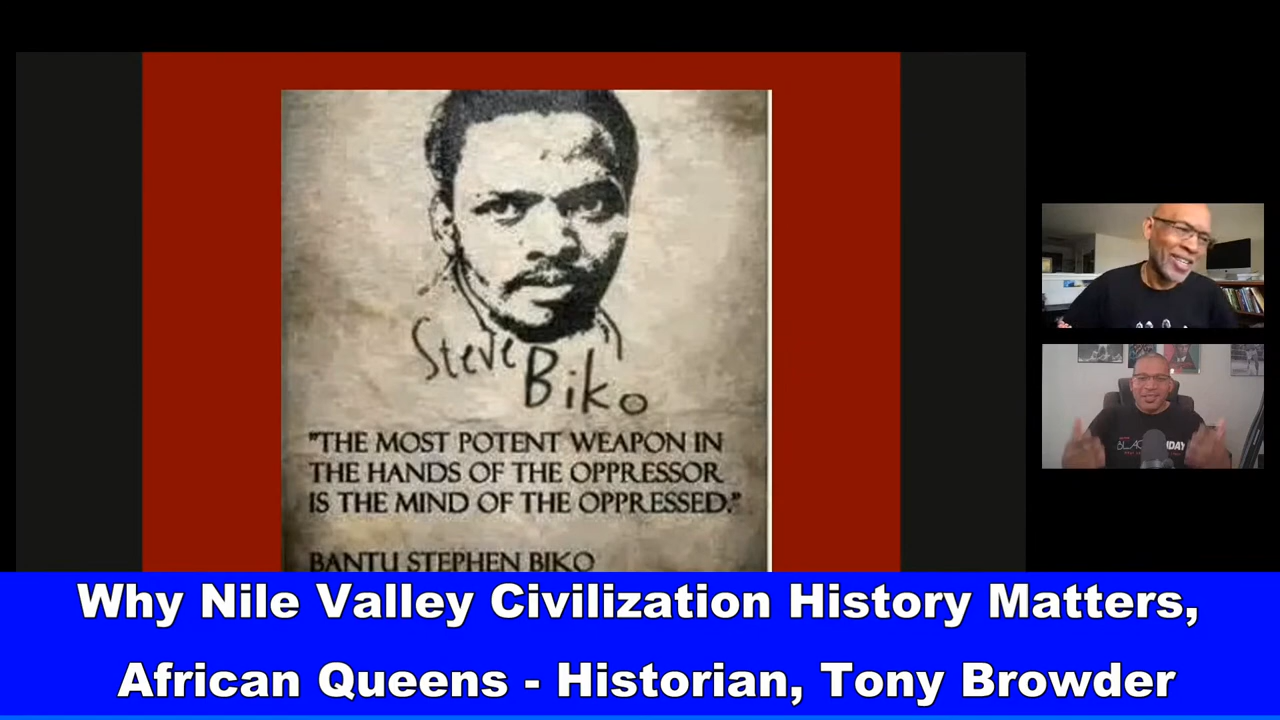 Steve Biko
"THE MOST POTENT WEAPON IN
THE HANDS OF THE OPPRESSOR
IS THE MIND OF THE OPPRESSED."
BANTU STEPHEN BIKO
Why Nile Valley Civilization History Matters,
African Queens - Historian, Tony Browder